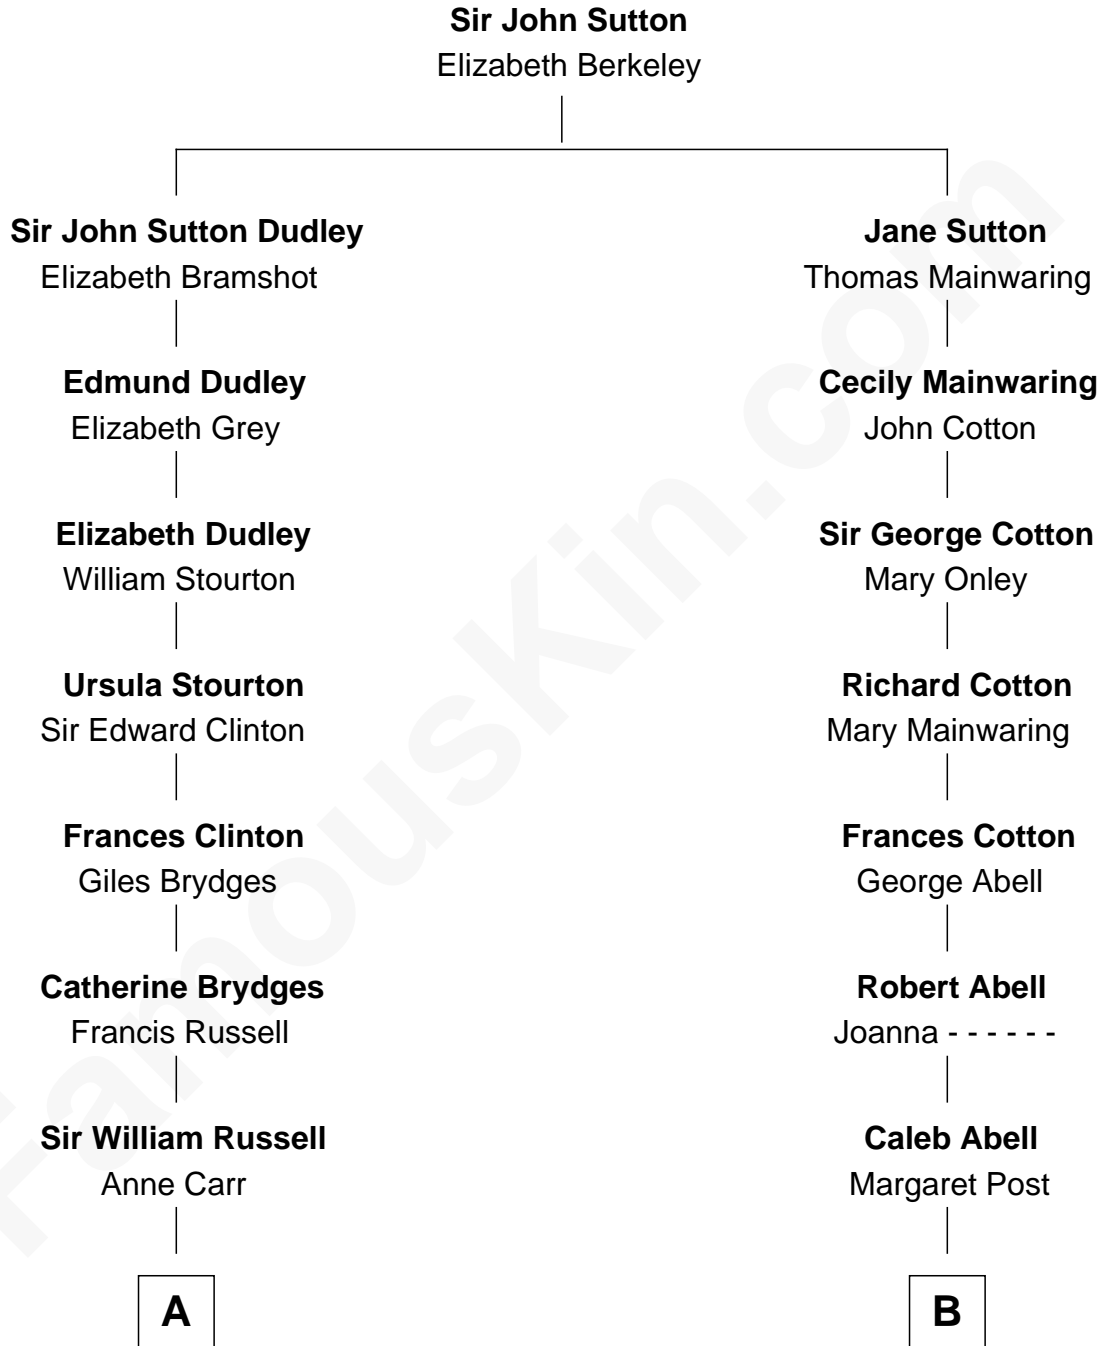 Sir John Sutton
Elizabeth Berkeley
Sir John Sutton Dudley
Elizabeth Bramshot
Edmund Dudley
Elizabeth Grey
Elizabeth Dudley
William Stourton
Ursula Stourton
Sir Edward Clinton
Frances Clinton
Giles Brydges
Catherine Brydges
Francis Russell
Sir William Russell
Anne Carr
A
Jane Sutton
Thomas Mainwaring
Cecily Mainwaring
John Cotton
Sir George Cotton
Mary Onley
Richard Cotton
Mary Mainwaring
Frances Cotton
George Abell
Robert Abell
Joanna - - - - - -
Caleb Abell
Margaret Post
B
FamousKin.com